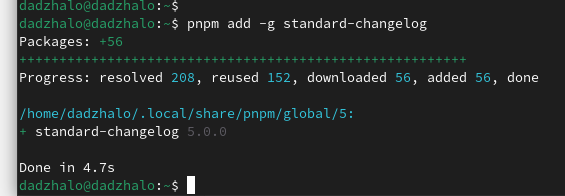 dadzhalo@dadzhalo:~$
dadzhalo@dadzhalo:~$ pnpm add -g standard-changelog
Packages: +56
++++++++++++++++++++++++++++++++++++++++++++++++++++++++
Progress: resolved 208, reused 152, downloaded 56, added 56, done
/home/dadzhalo/.local/share/pnpm/global/5:
+ standard-changelog 5.0.0
Done in 4.7s
dadzhalo@dadzhalo:~$